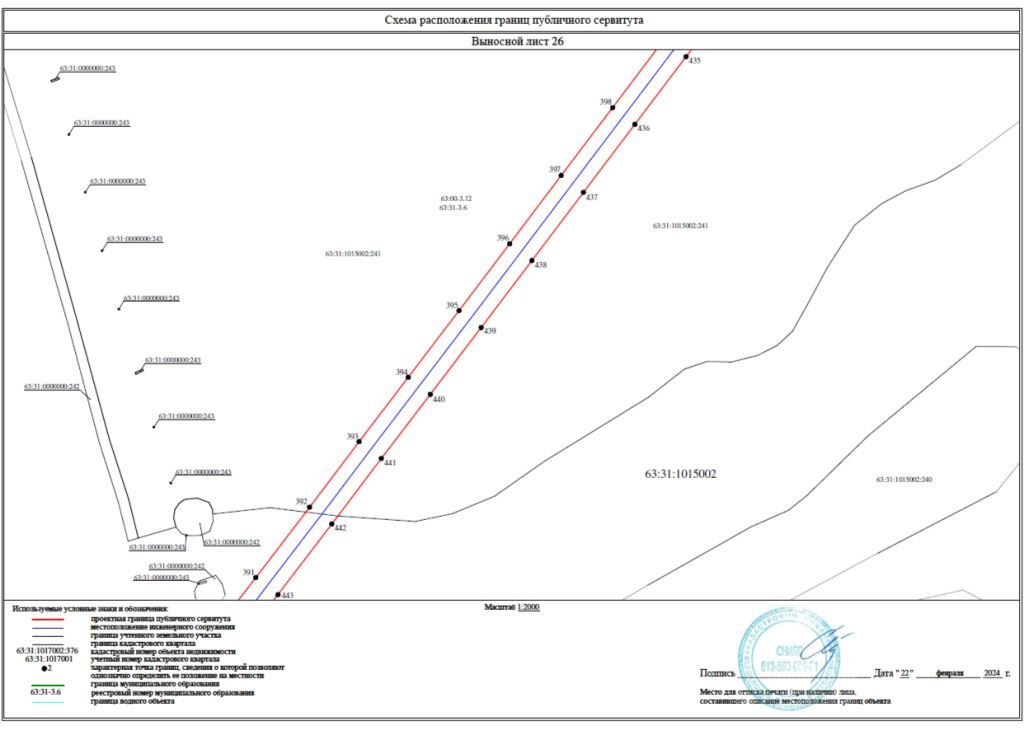 Схема расположения границ публичного сервитута
Выносной лист 26
63:31:0000000:243
435
398
436
63:31:0000000:243
397
63:31:0000000:243
437
63:00-3.12
63:31-3.6
63:31:1015002:241
396
63:31:0000000:243
63:31:1015002:241
438
63:31:0000000:243
395
439
63:31:0000000:243
394
63:31:0000000:242
440
63:31:0000000:243
393
441
63:31:0000000:243
63:31:1015002
63:31:1015002:240
392
442
63:31:0000000:243
63:31:0000000:242
63:31:0000000:242
63:31:0000000:243
391
443
Используемые условные знаки и обозначения:
Масштаб 1:2000
проектная граница публичного сервитута
местоположение инженерного сооружения
граница учтенного земельного участка
граница кадастрового квартала
63:31:1017002:376 кадастровый номер объекта недвижимости
63:31:1017001 учетный номер кадастрового квартала
2 характерная точка границ, сведения о которой позволяют
однозначно определить ее положение на местности
граница муниципального образования
63:31-3.6 реестровый номер муниципального образования
граница водного объекта
Подпись Дата "22" февраля 2024 г.
Место для оттиска печати (при наличии) лица,
составившего описание местоположения границ объекта